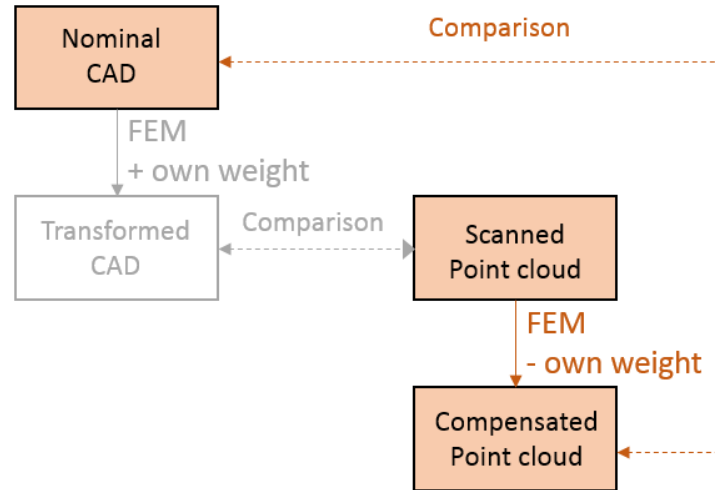 Nominal
CAD
Comparison
FEM
+ own weight
Transformed
CAD
Comparison
Scanned
Point cloud
FEM
- own weight
Compensated
Point cloud